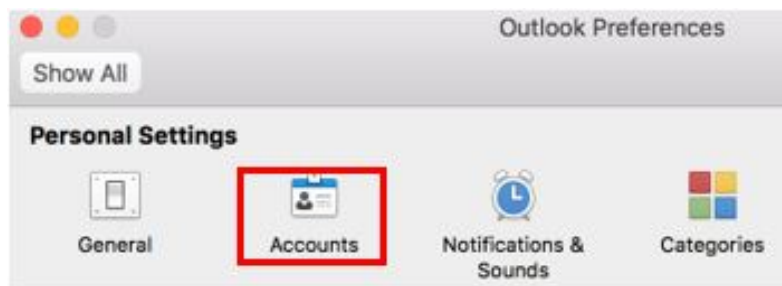 Outlook Preferences
Show All
Personal Settings
General
Accounts
Notifications &
Sounds
Categories